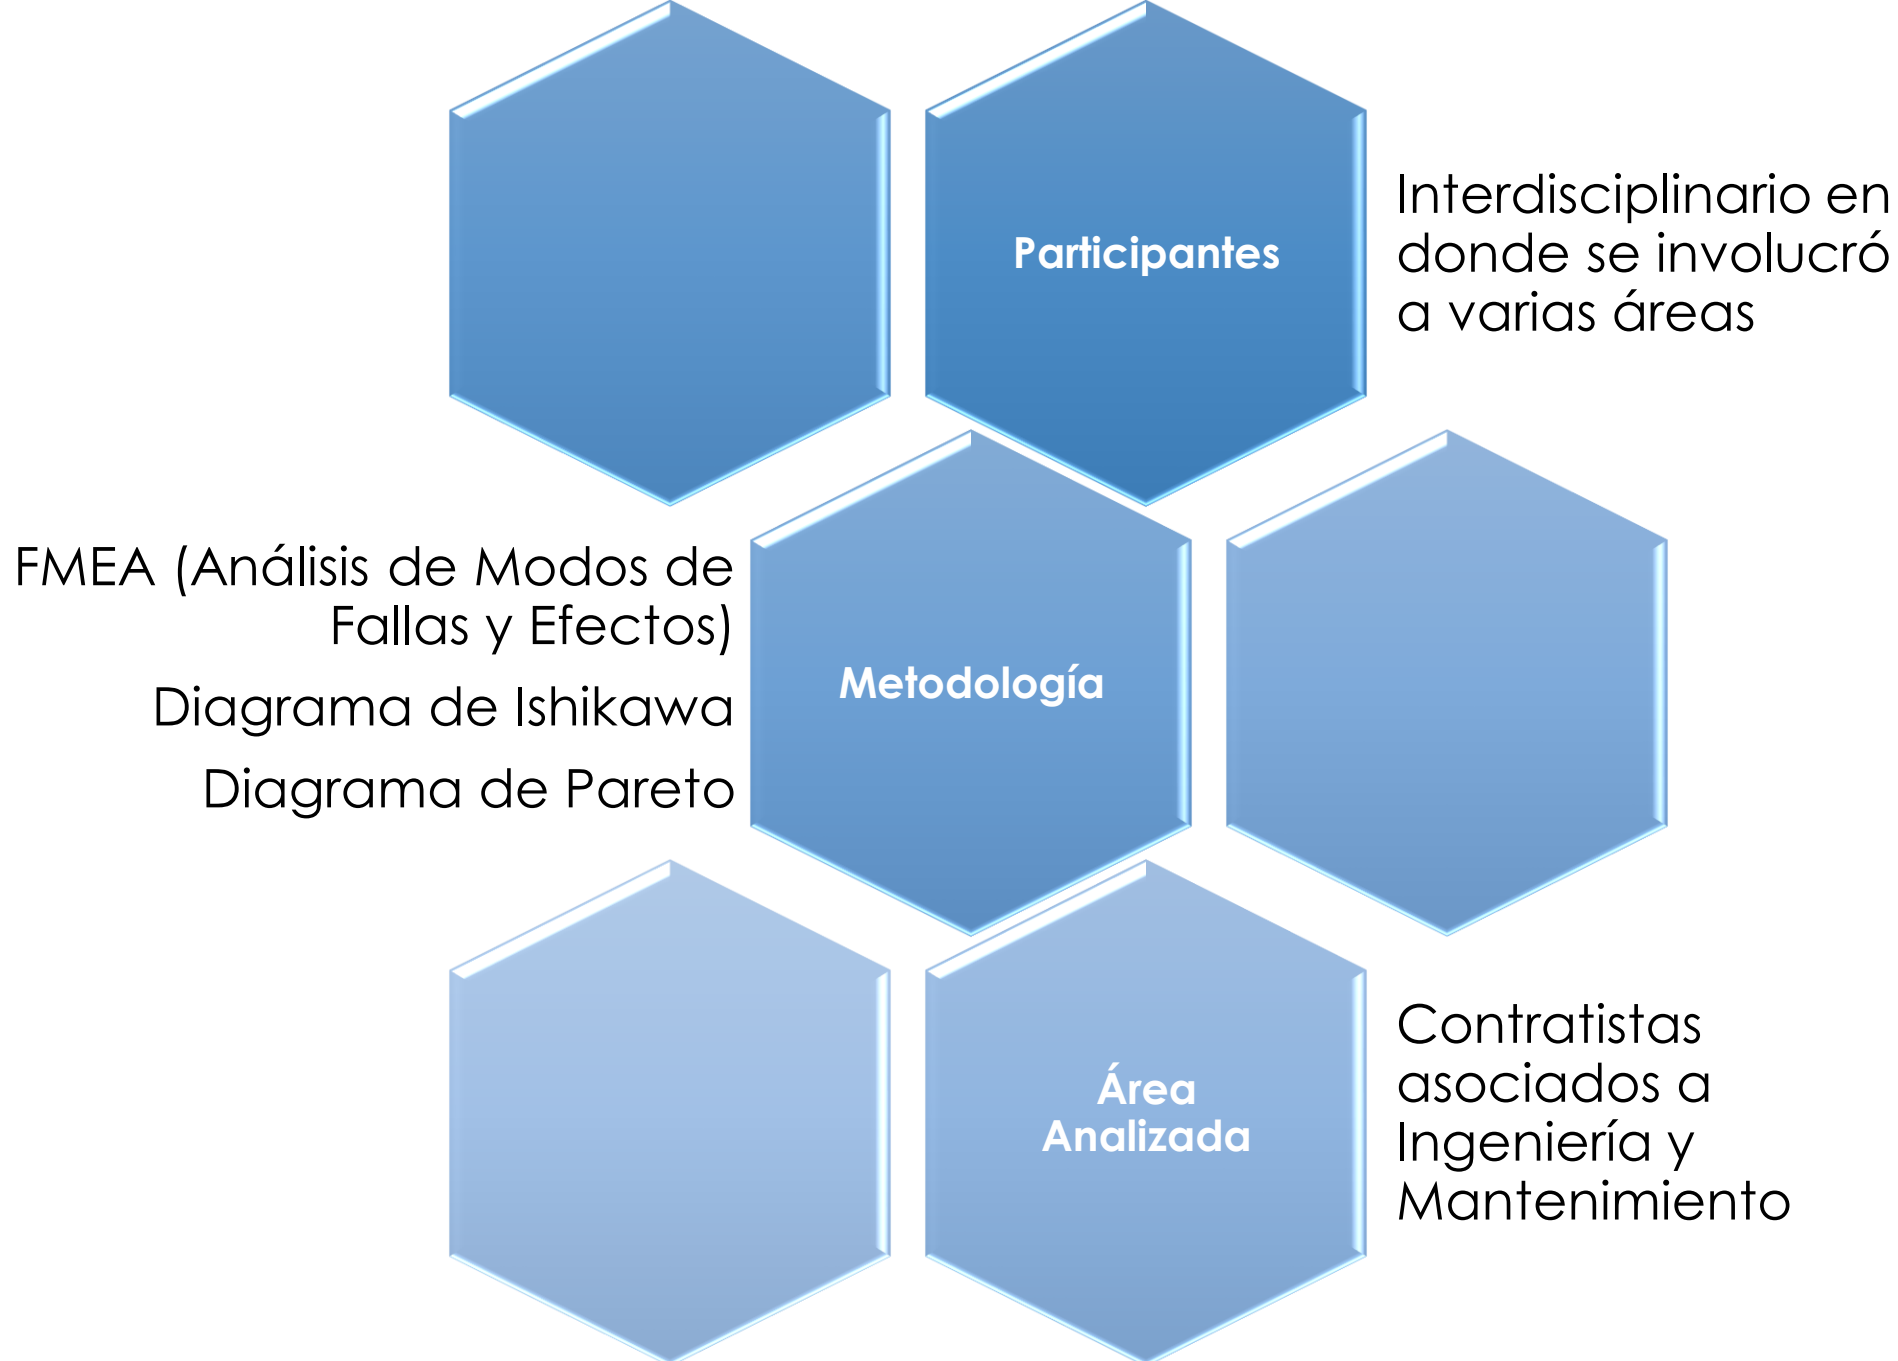 Participantes
Interdisciplinario en
donde se involucró
a varias áreas
FMEA (Análisis de Modos de
Fallas y Efectos)
Diagrama de Ishikawa
Diagrama de Pareto
Metodología
Área
Analizada
Contratistas
asociados a
Ingeniería y
Mantenimiento